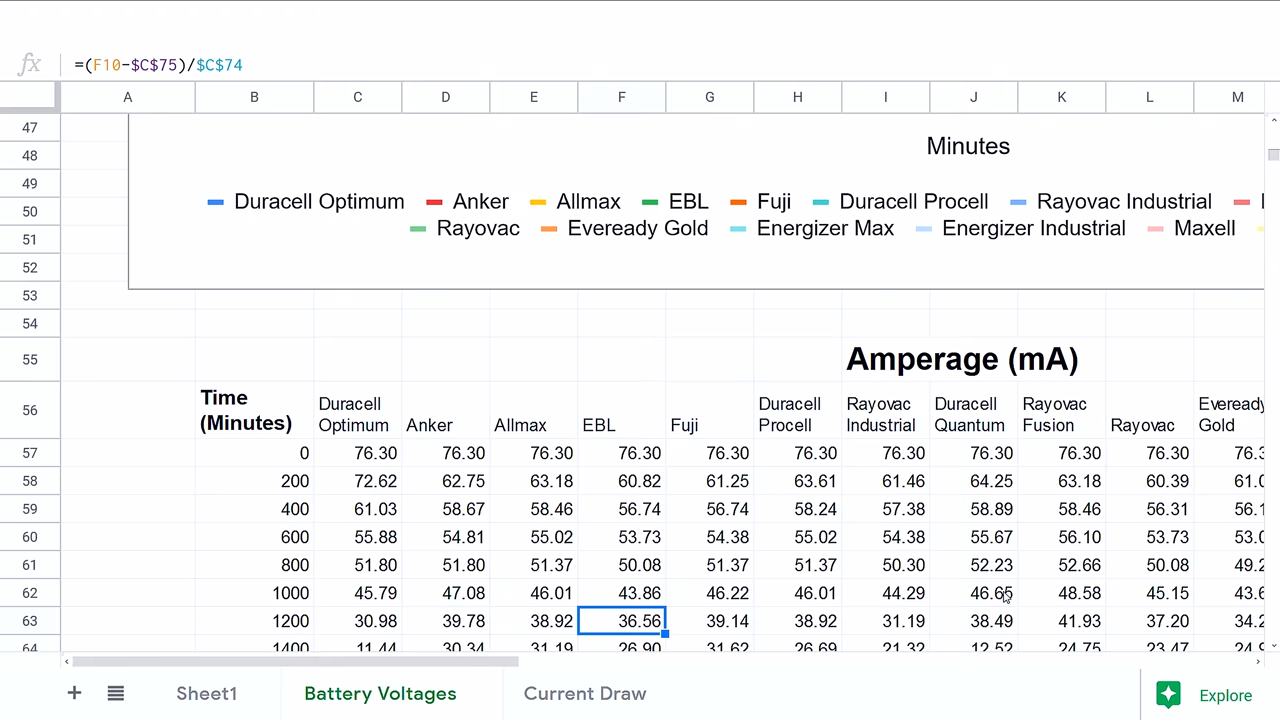 fx =(F10-$C$75)/$C$74
A B C D E F G H I J K L M
47
48 Minutes
49
50 Duracell Optimum Anker Allmax EBL Fuji Duracell Procell Rayovac Industrial
51 Rayovac Eveready Gold Energizer Max Energizer Industrial Maxell
52
53
54
55 Amperage (mA)
56 Time (Minutes) Duracell Optimum Anker Allmax EBL Fuji Duracell Procell Rayovac Industrial Duracell Quantum Rayovac Fusion Rayovac Eveready Gold
57 0 76.30 76.30 76.30 76.30 76.30 76.30 76.30 76.30 76.30 76.30 76.3
58 200 72.62 62.75 63.18 60.82 61.25 63.61 61.46 64.25 63.18 60.39 61.0
59 400 61.03 58.67 58.46 56.74 56.74 58.24 57.38 58.89 58.46 56.31 56.1
60 600 55.88 54.81 55.02 53.73 54.38 55.02 54.38 55.67 56.10 53.73 53.0
61 800 51.80 51.80 51.37 50.08 51.37 51.37 50.30 52.23 52.66 50.08 49.2
62 1000 45.79 47.08 46.01 43.86 46.22 46.01 44.29 46.65 48.58 45.15 43.6
63 1200 30.98 39.78 38.92 36.56 39.14 38.92 31.19 38.49 41.93 37.20 34.2
64 1400 11.44 30.34 31.19 26.90 31.62 26.69 21.32 12.52 24.75 23.47 24.9
+ Sheet1 Battery Voltages Current Draw Explore